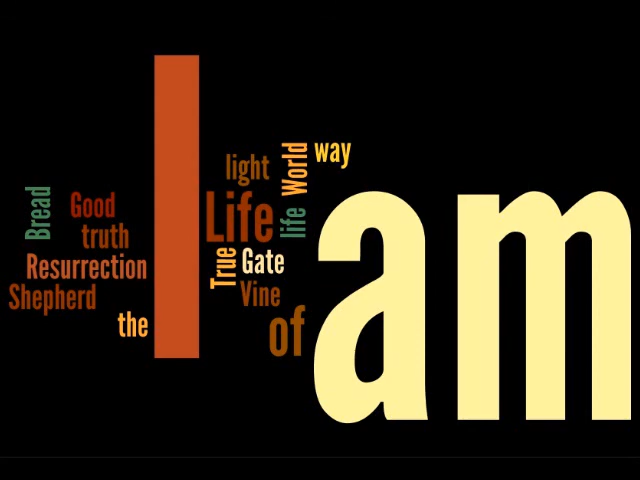 I am
way
World
light
Life
life
Bread
Good
truth
True
Gate
Resurrection
Vine
Shepherd
the
of